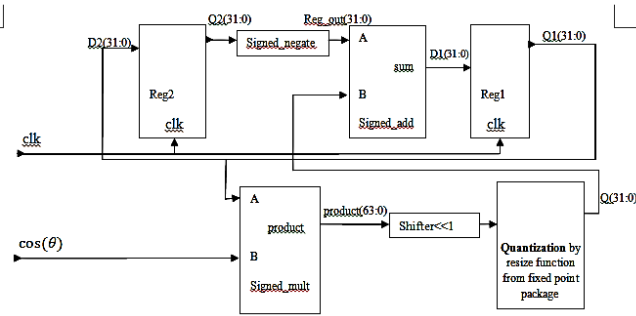 Q2(31:0)
Reg_out(31:0)
Q1(31:0)
D2(31:0)
Signed_negate
A
D1(31:0)
sum
Reg2
B
Reg1
clk
Signed_add
clk
clk
A
product
product(63:0)
Q(31:0)
Shifter<<1
cos(θ)
B
Signed_mult
Quantization by
resize function
from fixed point
package